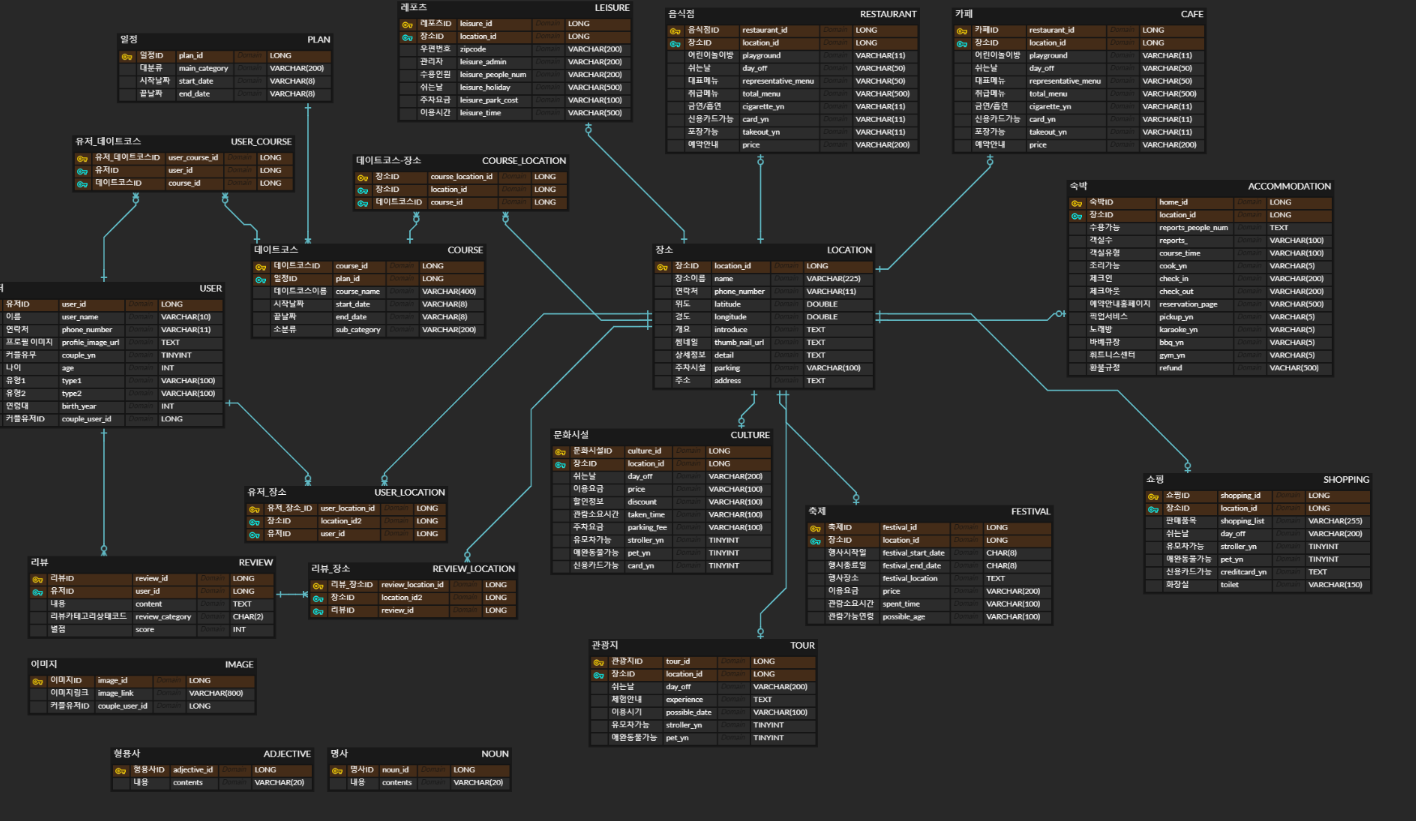 일정 PLAN
일정ID plan_id Domain LONG
대분류 main_category Domain VARCHAR(200)
시작날짜 start_date Domain VARCHAR(8)
끝날짜 end_date Domain VARCHAR(8)
레포즈 LEISURE
레포즈ID leisure_id Domain LONG
장소ID location_id Domain LONG
우편번호 zipcode Domain VARCHAR(200)
관리자 leisure_admin Domain VARCHAR(200)
수용인원 leisure_people_num Domain VARCHAR(200)
쉬는날 leisure_holiday Domain VARCHAR(500)
주차요금 leisure_park_cost Domain VARCHAR(100)
이용시간 leisure_time Domain VARCHAR(500)
음식점 RESTAURANT
음식점ID restaurant_id Domain LONG
장소ID location_id Domain LONG
어린이놀이방 playground Domain VARCHAR(11)
쉬는날 day_off Domain VARCHAR(50)
대표메뉴 representative_menu Domain VARCHAR(50)
취급메뉴 total_menu Domain VARCHAR(500)
금연/흡연 cigarette_yn Domain VARCHAR(11)
신용카드가능 card_yn Domain VARCHAR(11)
포장가능 takeout_yn Domain VARCHAR(11)
예약안내 price Domain VARCHAR(200)
카페 CAFE
카페ID restaurant_id Domain LONG
장소ID location_id Domain LONG
어린이놀이방 playground Domain VARCHAR(11)
쉬는날 day_off Domain VARCHAR(50)
대표메뉴 representative_menu Domain VARCHAR(50)
취급메뉴 total_menu Domain VARCHAR(500)
금연/흡연 cigarette_yn Domain VARCHAR(11)
신용카드가능 card_yn Domain VARCHAR(11)
포장가능 takeout_yn Domain VARCHAR(11)
예약안내 price Domain VARCHAR(200)
유저_데이트코스 USER_COURSE
유저_데이트코스ID user_course_id Domain LONG
유저ID user_id Domain LONG
데이트코스ID course_id Domain LONG
데이트코스-장소 COURSE_LOCATION
장소ID course_location_id Domain LONG
장소ID location_id Domain LONG
데이트코스ID course_id Domain LONG
숙박 ACCOMMODATION
숙박ID home_id Domain LONG
장소ID location_id Domain LONG
수용가능 reports_people_num Domain TEXT
객실수 reports_ Domain VARCHAR(100)
객실유형 course_time Domain VARCHAR(100)
조리가능 cook_yn Domain VARCHAR(5)
체크인 check_in Domain VARCHAR(200)
체크아웃 check_out Domain VARCHAR(200)
예약안내홈페이지 reservation_page Domain VARCHAR(500)
픽업서비스 pickup_yn Domain VARCHAR(5)
노래방 karaoke_yn Domain VARCHAR(5)
바베큐장 bbq_yn Domain VARCHAR(5)
휘트니스센터 gym_yn Domain VARCHAR(5)
환불규정 refund Domain VACHAR(500)
데이트코스 COURSE
데이트코스ID course_id Domain LONG
일정ID plan_id Domain LONG
데이트코스이름 course_name Domain VARCHAR(400)
시작날짜 start_date Domain VARCHAR(8)
끝날짜 end_date Domain VARCHAR(8)
소분류 sub_category Domain VARCHAR(200)
장소 LOCATION
장소ID location_id Domain LONG
장소이름 name Domain VARCHAR(225)
연락처 phone_number Domain VARCHAR(11)
위도 latitude Domain DOUBLE
경도 longitude Domain DOUBLE
개요 introduce Domain TEXT
썸네일 thumb_nail_url Domain TEXT
상세정보 detail Domain TEXT
주차시설 parking Domain VARCHAR(100)
주소 address Domain TEXT
USER
유저ID user_id Domain LONG
이름 user_name Domain VARCHAR(10)
연락처 phone_number Domain VARCHAR(11)
프로필 이미지 profile_image_url Domain TEXT
커플유무 couple_yn Domain TINYINT
나이 age Domain INT
유형1 type1 Domain VARCHAR(100)
유형2 type2 Domain VARCHAR(100)
연령대 birth_year Domain INT
커플유저ID couple_user_id Domain LONG
문화시설 CULTURE
문화시설ID culture_id Domain LONG
장소ID location_id Domain LONG
쉬는날 day_off Domain VARCHAR(200)
이용요금 price Domain VARCHAR(100)
할인정보 discount Domain VARCHAR(100)
관람소요시간 taken_time Domain VARCHAR(100)
주차요금 parking_fee Domain VARCHAR(100)
유모차가능 stroller_yn Domain TINYINT
애완동물가능 pet_yn Domain TINYINT
신용카드가능 card_yn Domain TINYINT
쇼핑 SHOPPING
쇼핑ID shopping_id Domain LONG
장소ID location_id Domain LONG
판매품목 shopping_list Domain VARCHAR(255)
쉬는날 day_off Domain VARCHAR(200)
유모차가능 stroller_yn Domain TINYINT
애완동물가능 pet_yn Domain TINYINT
신용카드가능 creditcard_yn Domain TEXT
화장실 toilet Domain VARCHAR(150)
유저_장소 USER_LOCATION
유저_장소_ID user_location_id Domain LONG
장소ID location_id2 Domain LONG
유저ID user_id Domain LONG
축제 FESTIVAL
축제ID festival_id Domain LONG
장소ID location_id Domain LONG
행사시작일 festival_start_date Domain CHAR(8)
행시종료일 festival_end_date Domain CHAR(8)
행사장소 festival_location Domain TEXT
이용요금 price Domain VARCHAR(200)
관람소요시간 spent_time Domain VARCHAR(100)
관람가능연령 possible_age Domain VARCHAR(100)
리뷰 REVIEW
리뷰ID review_id Domain LONG
유저ID user_id Domain LONG
내용 content Domain TEXT
리뷰카테고리상태코드 review_category Domain CHAR(2)
별점 score Domain INT
리뷰_장소 REVIEW_LOCATION
리뷰_장소ID review_location_id Domain LONG
장소ID location_id2 Domain LONG
리뷰ID review_id Domain LONG
관광지 TOUR
관광지ID tour_id Domain LONG
장소ID location_id Domain LONG
쉬는날 day_off Domain VARCHAR(200)
체험안내 experience Domain TEXT
이용시기 possible_date Domain VARCHAR(100)
유모차가능 stroller_yn Domain TINYINT
애완동물가능 pet_yn Domain TINYINT
이미지 IMAGE
이미지ID image_id Domain LONG
이미지링크 image_link Domain VARCHAR(800)
커플유저ID couple_user_id Domain LONG
형용사 ADJECTIVE
형용사ID adjective_id Domain LONG
내용 contents Domain VARCHAR(20)
명사 NOUN
명사ID noun_id Domain LONG
내용 contents Domain VARCHAR(20)